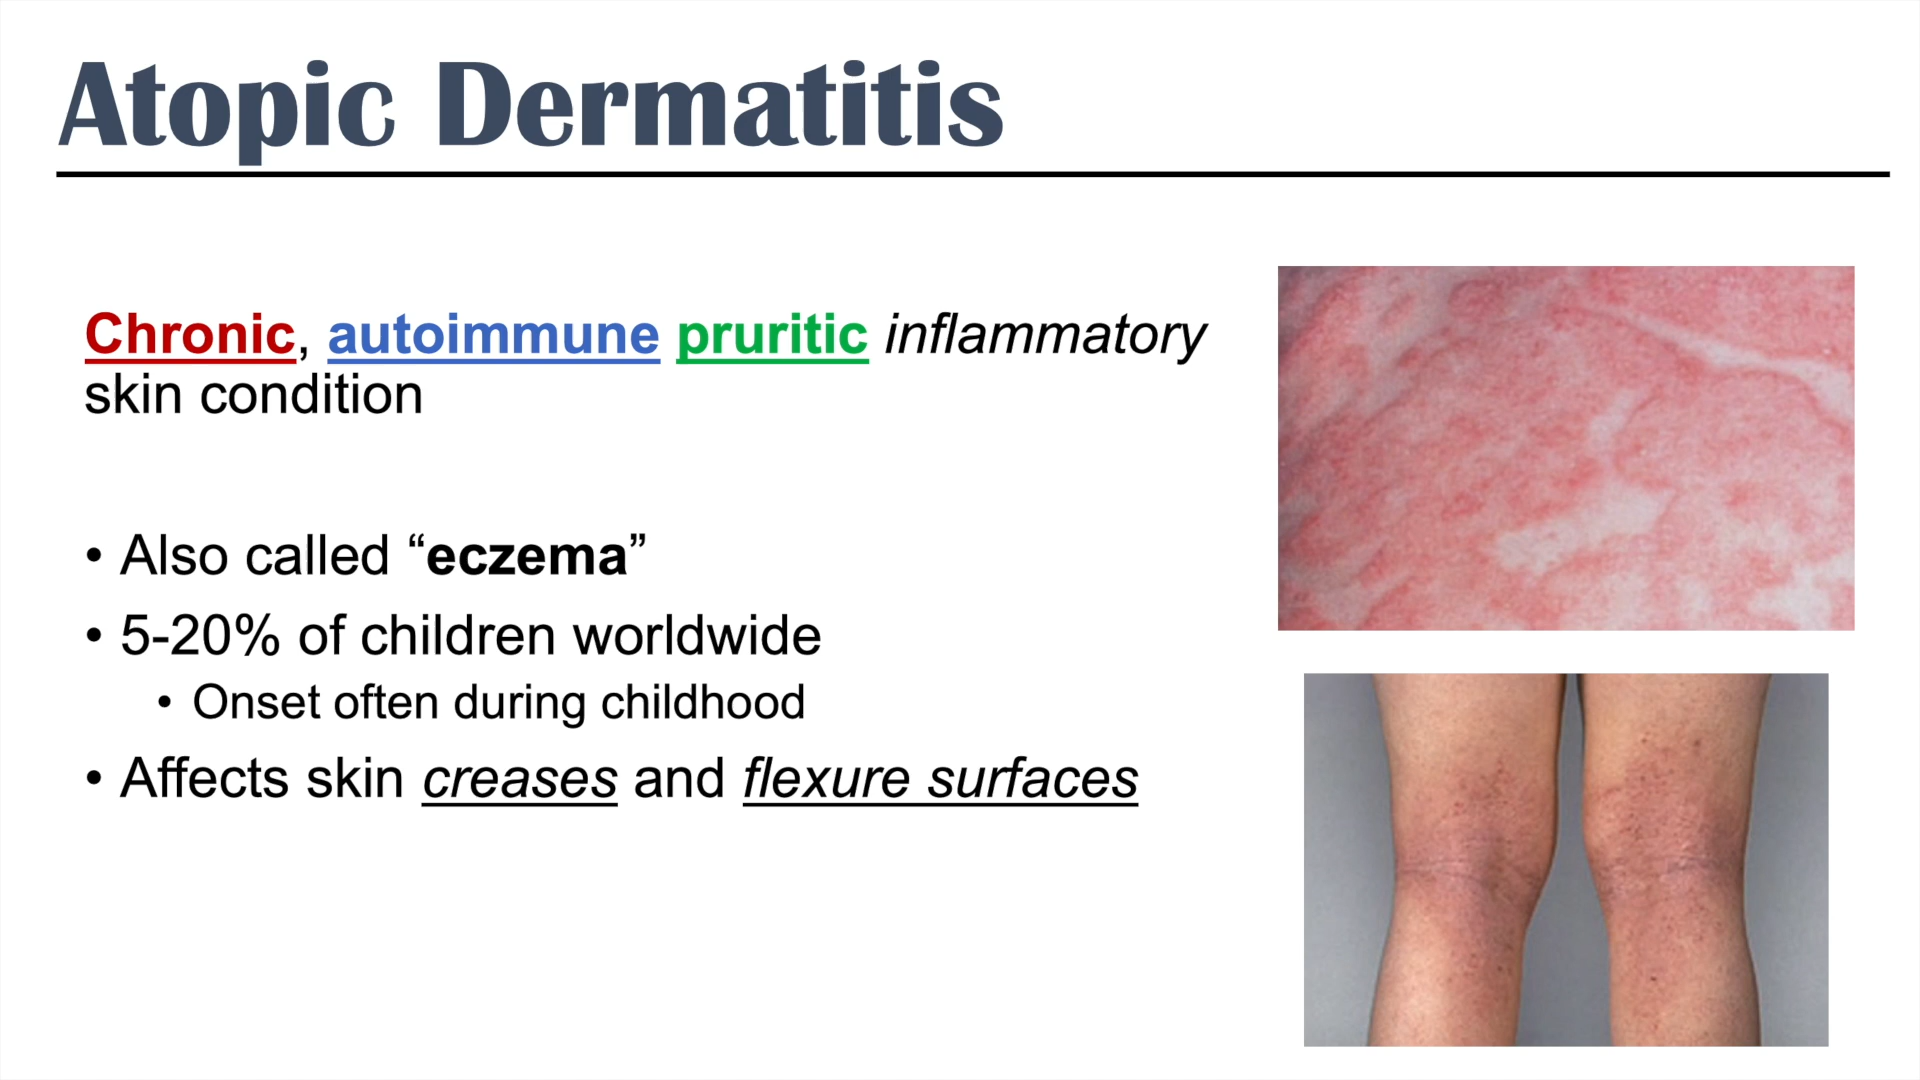 Atopic Dermatitis
Chronic, autoimmune pruritic inflammatory
skin condition
• Also called “eczema”
• 5-20% of children worldwide
• Onset often during childhood
• Affects skin creases and flexure surfaces